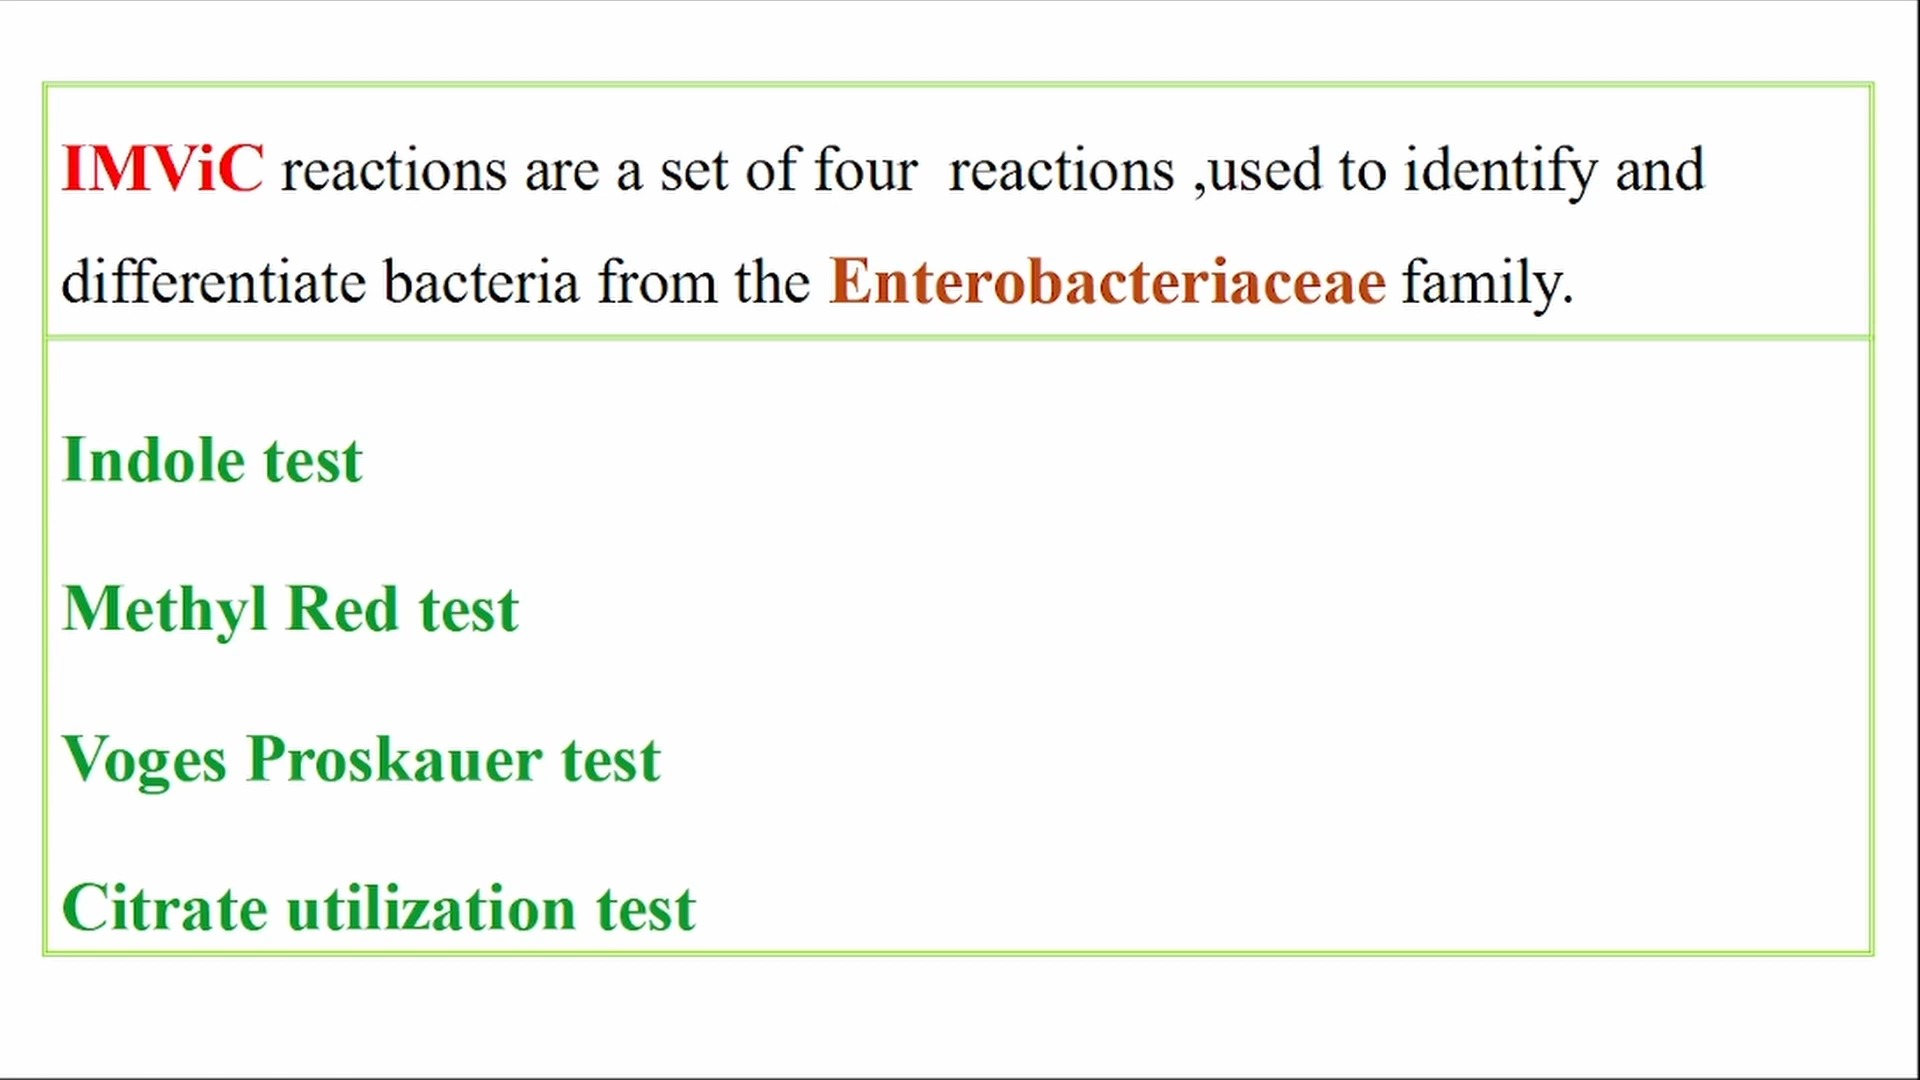 IMViC reactions are a set of four  reactions ,used to identify and
differentiate bacteria from the Enterobacteriaceae family.
Indole test
Methyl Red test
Voges Proskauer test
Citrate utilization test